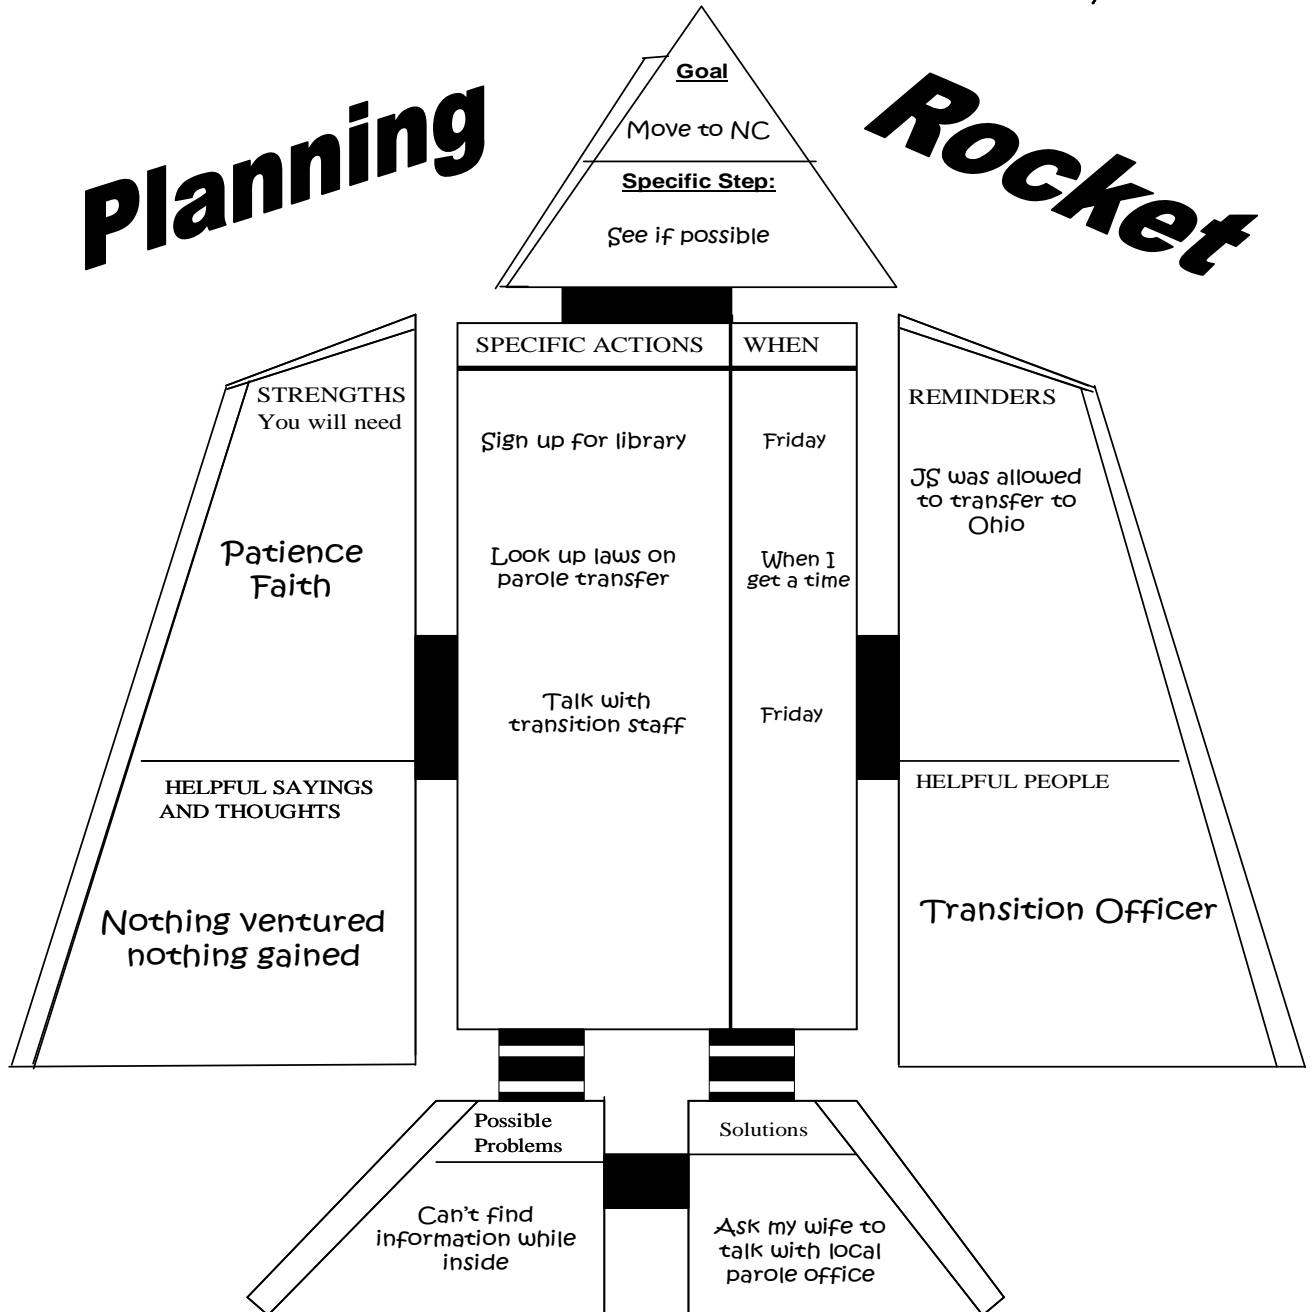 Planning
Rocket
Goal
Move to NC
Specific Step:
See if possible
SPECIFIC ACTIONS
WHEN
Sign up for library
Friday
Look up laws on
parole transfer
When I
get a time
Talk with
transition staff
Friday
STRENGTHS
You will need
Patience
Faith
HELPFUL SAYINGS
AND THOUGHTS
Nothing ventured
nothing gained
REMINDERS
JS was allowed
to transfer to
Ohio
HELPFUL PEOPLE
Transition Officer
Possible
Problems
Can't find
information while
inside
Solutions
Ask my wife to
talk with local
parole office